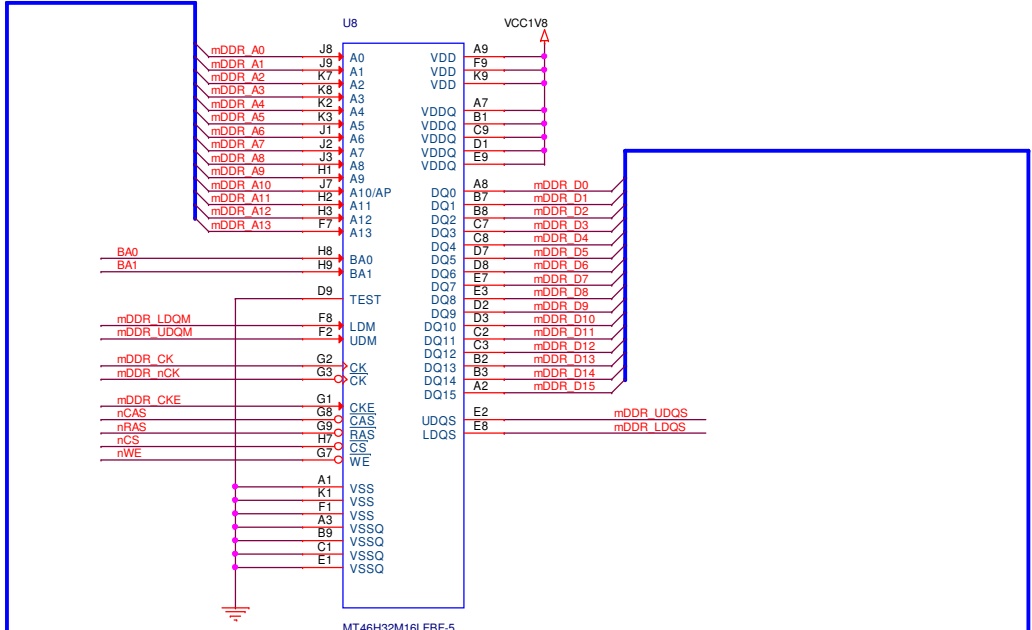 U8
VCC1V8
mDDR_A0 J8 A0
mDDR_A1 J9 A1
mDDR_A2 K7 A2
mDDR_A3 K8 A3
mDDR_A4 K2 A4
mDDR_A5 K3 A5
mDDR_A6 J1 A6
mDDR_A7 J2 A7
mDDR_A8 J3 A8
mDDR_A9 H1 A9
mDDR_A10 J7 A10/AP
mDDR_A11 H2 A11
mDDR_A12 H3 A12
mDDR_A13 F7 A13
BA0 H8 BA0
BA1 H9 BA1
D9 TEST
mDDR_LDQM F8 LDM
mDDR_UDQM F2 UDM
mDDR_CK G2 CK
mDDR_nCK G3 CK
mDDR_CKE G1 CKE
nCAS G8 CAS
nRAS G9 RAS
nCS H7 CS
nWE G7 WE
A1 VSS
K1 VSS
F1 VSS
A3 VSSQ
B9 VSSQ
C1 VSSQ
E1 VSSQ
VDD A9
VDD F9
VDD K9
VDDQ A7
VDDQ B1
VDDQ C9
VDDQ D1
VDDQ E9
DQ0 A8 mDDR_D0
DQ1 B7 mDDR_D1
DQ2 B8 mDDR_D2
DQ3 C7 mDDR_D3
DQ4 C8 mDDR_D4
DQ5 D7 mDDR_D5
DQ6 D8 mDDR_D6
DQ7 E7 mDDR_D7
DQ8 E3 mDDR_D8
DQ9 D2 mDDR_D9
DQ10 D3 mDDR_D10
DQ11 C2 mDDR_D11
DQ12 C3 mDDR_D12
DQ13 B2 mDDR_D13
DQ14 B3 mDDR_D14
DQ15 A2 mDDR_D15
UDQS E2 mDDR_UDQS
LDQS E8 mDDR_LDQS